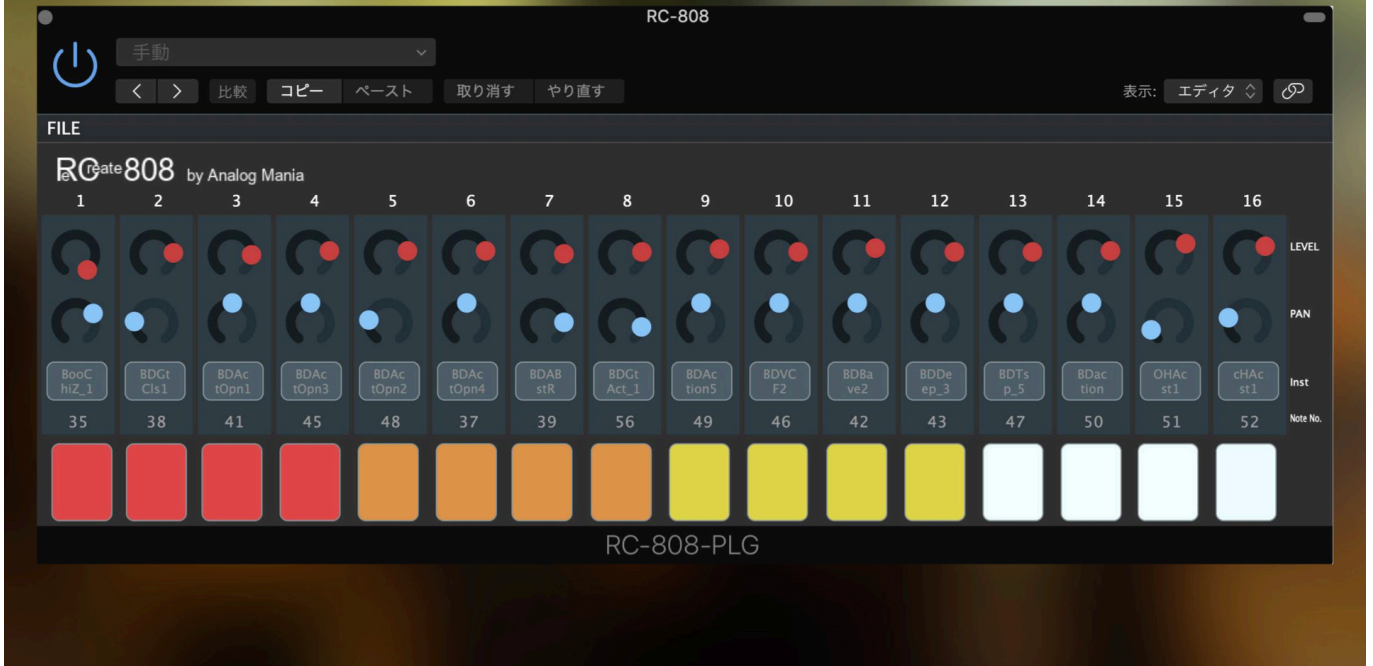 RC-808
手動
比較 コピー ペースト 取り消す やり直す 表示: エディタ
FILE
ReCreate808 by Analog Mania
1 2 3 4 5 6 7 8 9 10 11 12 13 14 15 16
LEVEL
PAN
BooC BDGt BDAc BDAc BDAc BDAc BDAB BDGt BDAc BDVC BDBa BDDe BDTs BDac OHAc cHAc
hiZ_1 Cls1 tOpn1 tOpn3 tOpn2 tOpn4 stR Act_1 tion5 F2 ve2 ep_3 p_5 tion st1 st1 Inst
35 38 41 45 48 37 39 56 49 46 42 43 47 50 51 52 Note No.
RC-808-PLG